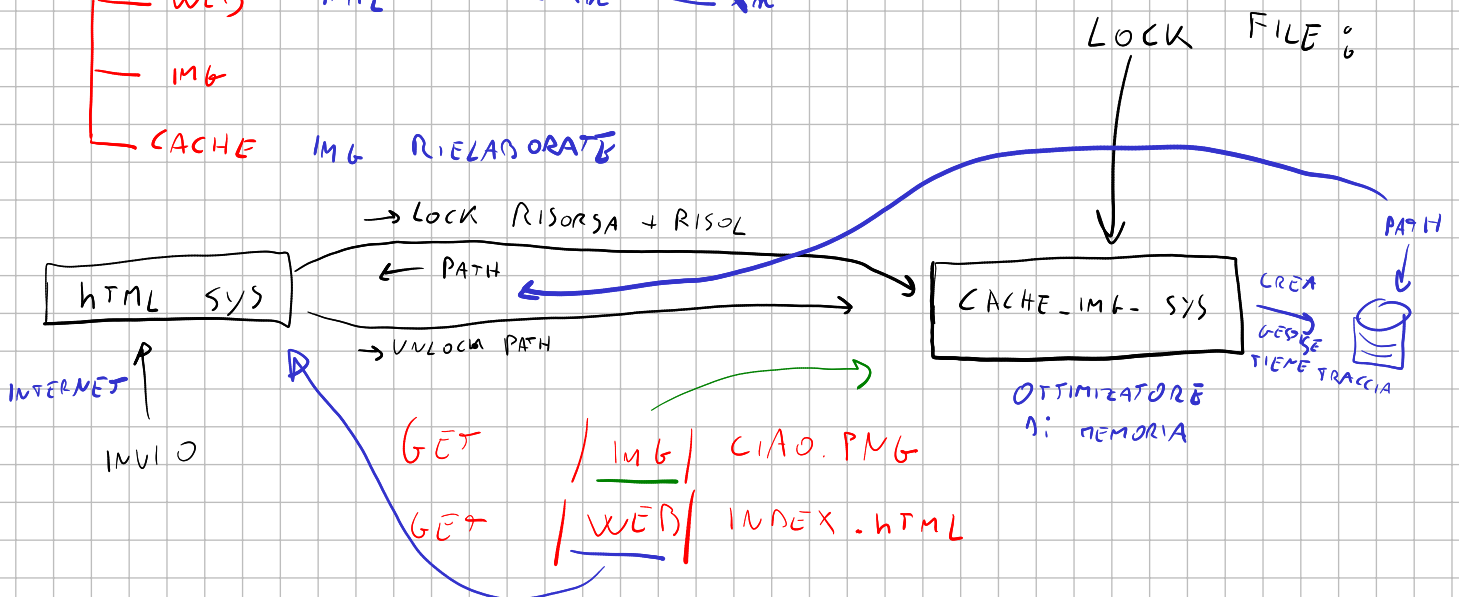 LOCK FILE:
IMG
CACHE IMG RIELABORATE
→ LOCK RISORSA + RISOL
← PATH
PATH
hTML SYS
CACHE_IMG_SYS
CREA
GESTISCE
TIENE TRACCIA
→ UNLOCK PATH
INTERNET
INVIO
OTTIMIZATORE
Di MEMORIA
GET /IMG/ CIAO.PNG
GET /WEB/ INDEX.hTML